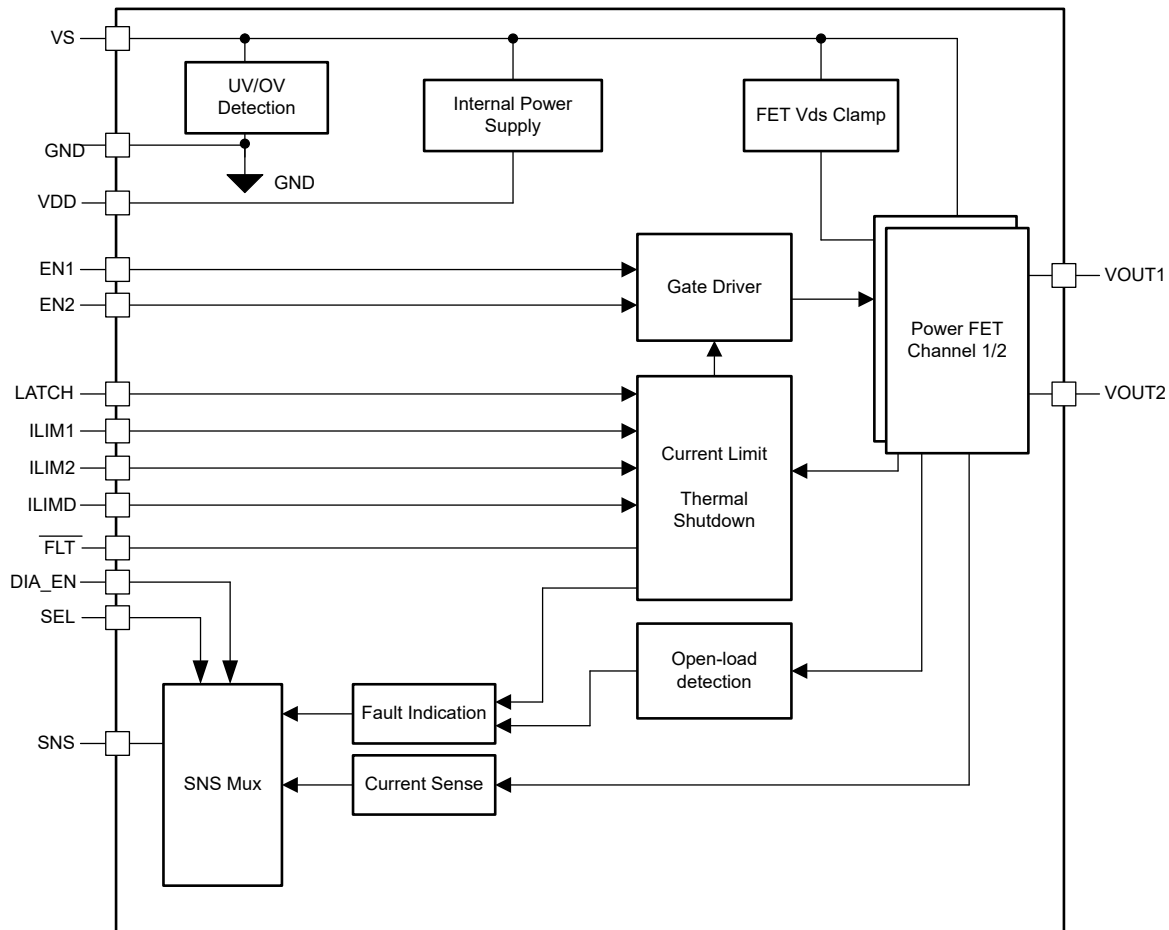 VS
UV/OV
Detection
Internal Power
Supply
FET Vds Clamp
GND
GND
VDD
EN1
EN2
Gate Driver
VOUT1
Power FET
Channel 1/2
VOUT2
LATCH
ILIM1
ILIM2
ILIMD
Current Limit
Thermal
Shutdown
FLT
DIA_EN
SEL
Open-load
detection
Fault Indication
SNS
SNS Mux
Current Sense